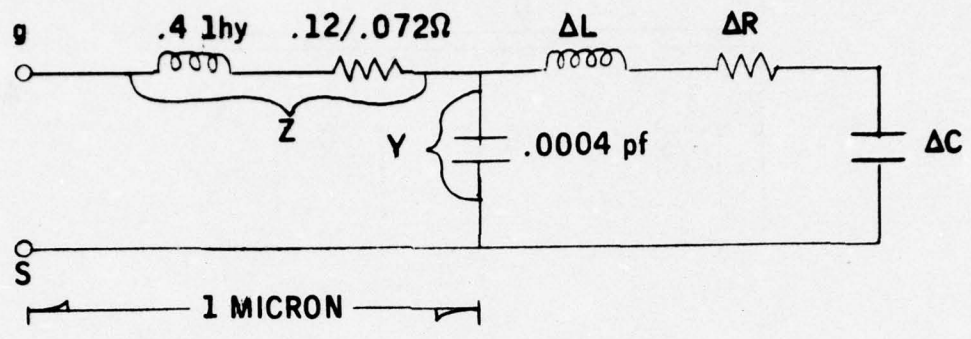 g .4 1hy .12/.072Ω ΔL ΔR
Z
Y .0004 pf ΔC
S
1 MICRON